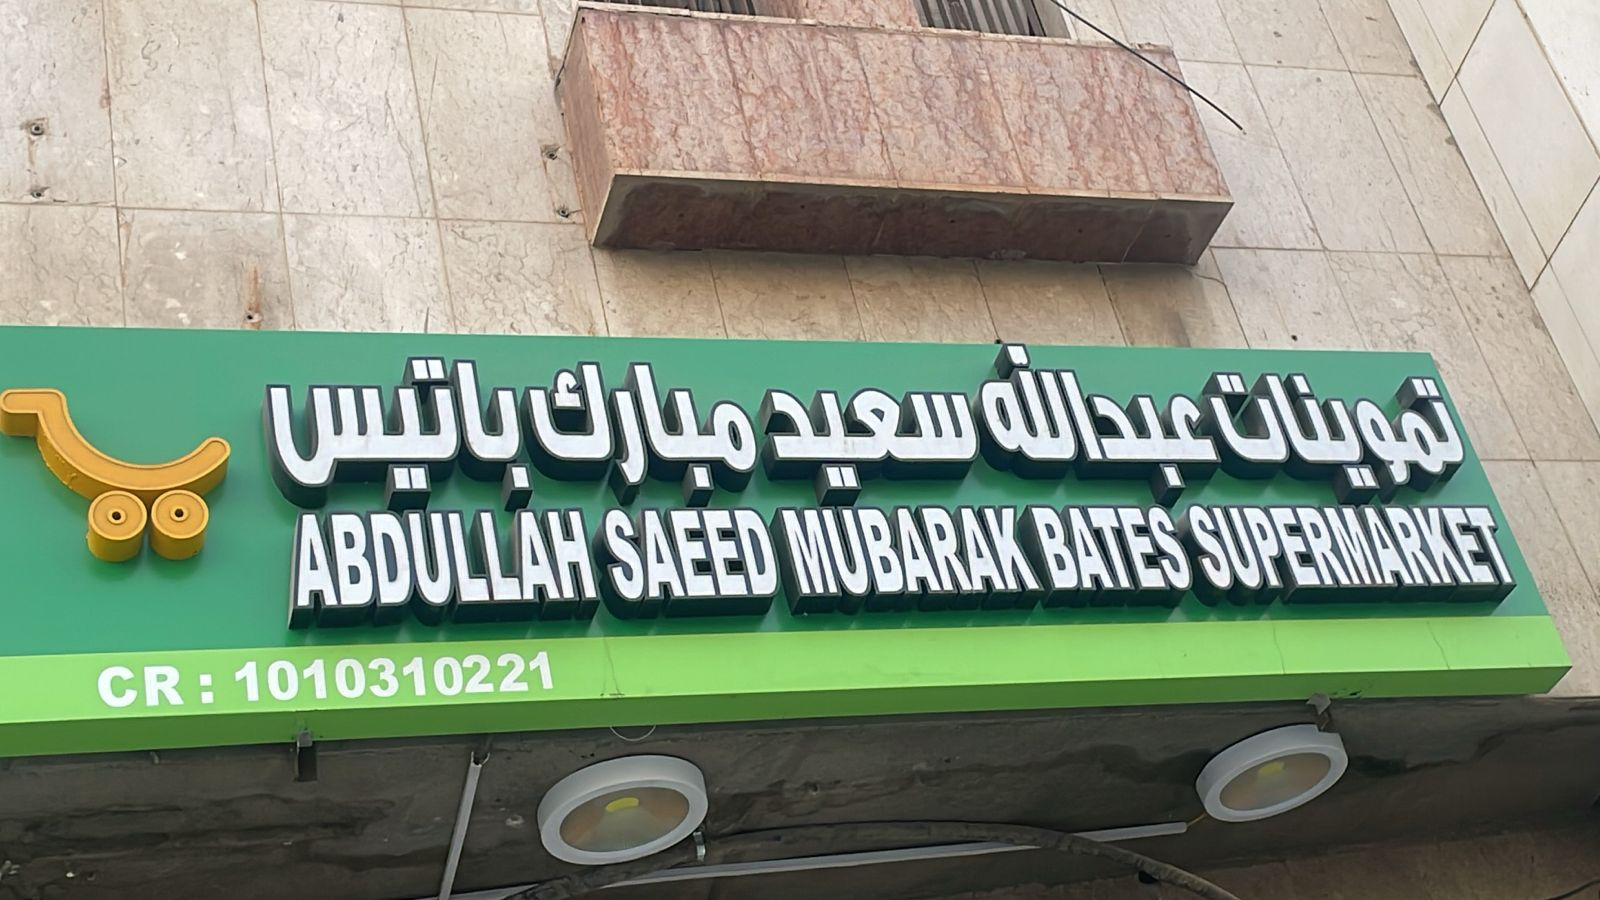 تموينات عبدالله سعيد مبارك باتيس
ABDULLAH SAEED MUBARAK BATES SUPERMARKET
CR : 1010310221